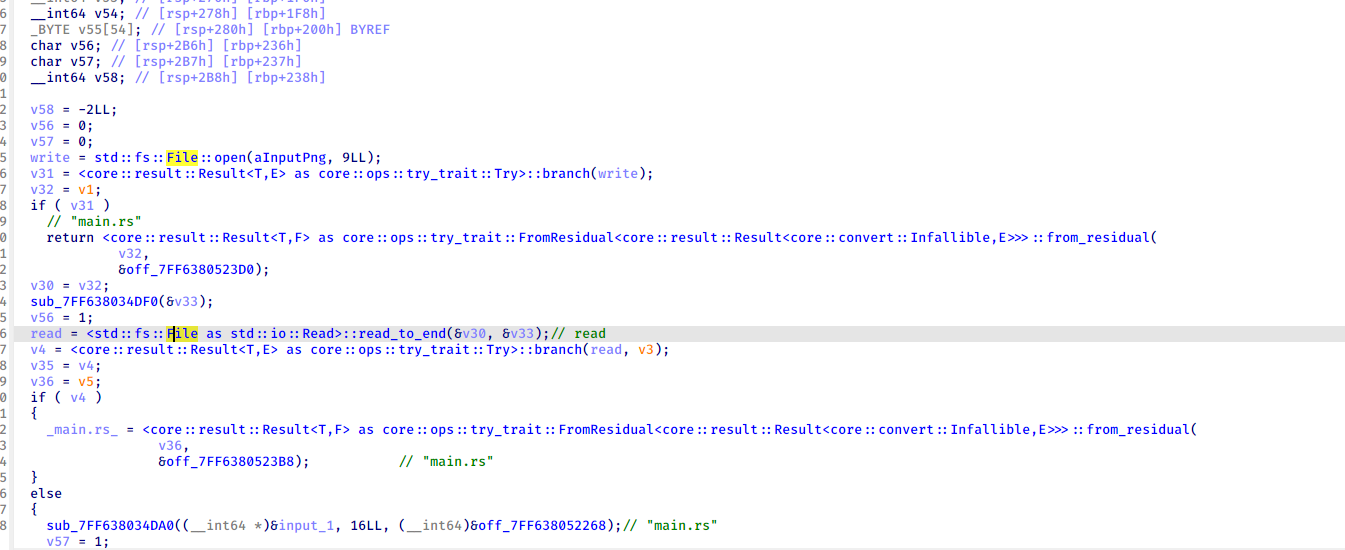 6 __int64 v54; // [rsp+278h] [rbp+1F8h]
7 _BYTE v55[54]; // [rsp+280h] [rbp+200h] BYREF
8 char v56; // [rsp+2B6h] [rbp+236h]
9 char v57; // [rsp+2B7h] [rbp+237h]
0 __int64 v58; // [rsp+2B8h] [rbp+238h]
1
2 v58 = -2LL;
3 v56 = 0;
4 v57 = 0;
5 write = std::fs::File::open(aInputPng, 9LL);
6 v31 = <core::result::Result<T,E> as core::ops::try_trait::Try>::branch(write);
7 v32 = v1;
8 if ( v31 )
9 // "main.rs"
0 return <core::result::Result<T,F> as core::ops::try_trait::FromResidual<core::result::Result<core::convert::Infallible,E>>>::from_residual(
1 v32,
2 &off_7FF6380523D0);
3 v30 = v32;
4 sub_7FF638034DF0(&v33);
5 v56 = 1;
6 read = <std::fs::File as std::io::Read>::read_to_end(&v30, &v33);// read
7 v4 = <core::result::Result<T,E> as core::ops::try_trait::Try>::branch(read, v3);
8 v35 = v4;
9 v36 = v5;
0 if ( v4 )
1 {
2 _main.rs_ = <core::result::Result<T,F> as core::ops::try_trait::FromResidual<core::result::Result<core::convert::Infallible,E>>>::from_residual(
3 v36,
4 &off_7FF6380523B8); // "main.rs"
5 }
6 else
7 {
8 sub_7FF638034DA0((__int64 *)&input_1, 16LL, (__int64)&off_7FF638052268);// "main.rs"
v57 = 1;